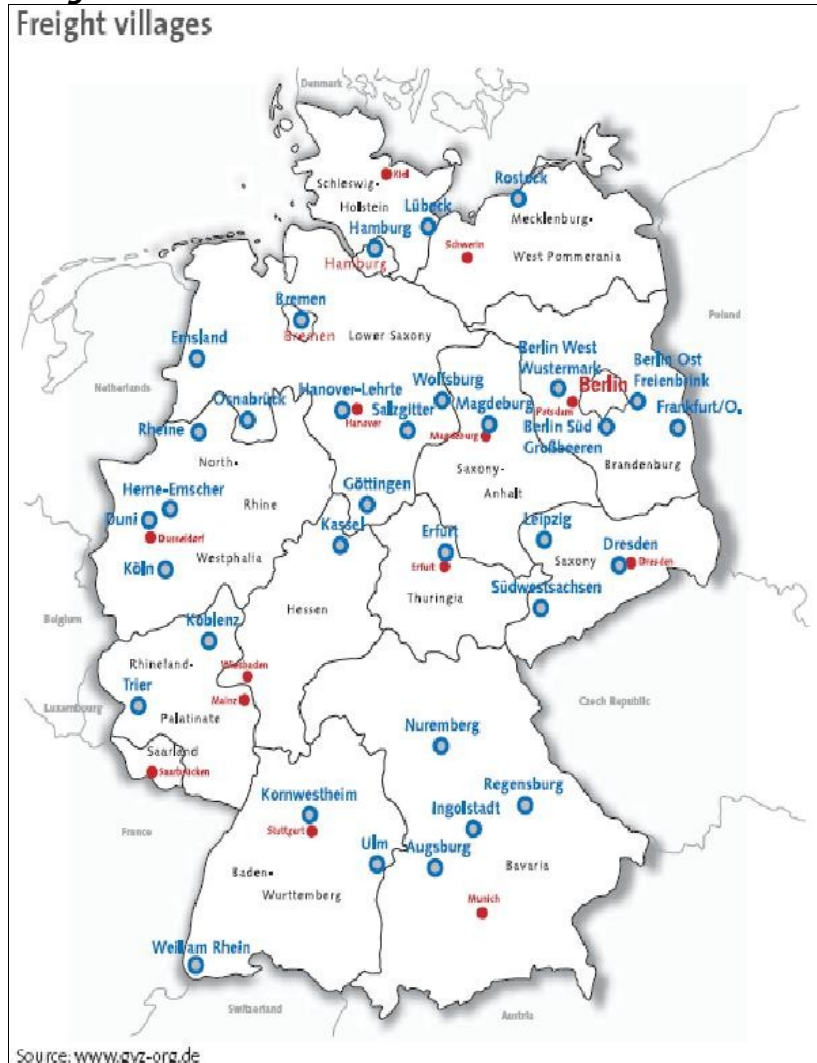 Freight villages
Denmark
Kiel
Schleswig-
Holstein
Rostock
Lübeck
Mecklenburg-
Hamburg
Schwerin
Hamburg
West Pommerania
Bremen
Poland
Bremen
Lower Saxony
Emsland
Berlin West
Wustermark
Berlin Ost
Freienbrink
Netherlands
Hanover-Lehrte
Wolfsburg
Berlin
Osnabrück
Salzgitter
Magdeburg
Potsdam
Frankfurt/O.
Rheine
Hanover
Magdeburg
Berlin Süd
Großbeeren
North-
Saxony-
Brandenburg
Herne-Emscher
Göttingen
Anhalt
Rhine
Duni
Kassel
Erfurt
Leipzig
Dusseldorf
Westphalia
Saxony
Dresden
Dresden
Köln
Erfurt
Thuringia
Südwestsachsen
Hessen
Belgium
Koblenz
Rhineland-
Wiesbaden
Trier
Mainz
Luxembourg
Palatinate
Czech Republic
Nuremberg
Saarland
Saarbrücken
Regensburg
Kornwestheim
Ingolstadt
France
Stuttgart
Ulm
Augsburg
Baden-
Bavaria
Wurttemberg
Munich
Weil am Rhein
Switzerland
Austria
Source: www.gvz-org.de